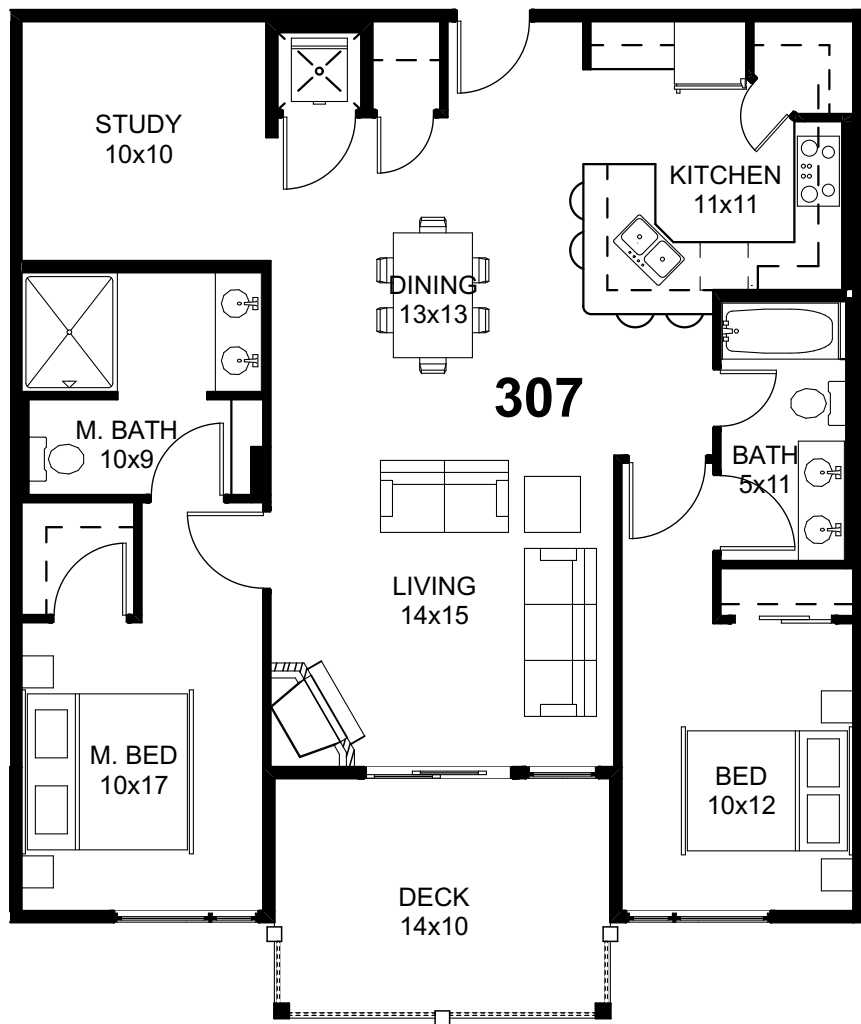 STUDY
10x10
KITCHEN
11x11
DINING
13x13
307
M. BATH
10x9
BATH
5x11
LIVING
14x15
M. BED
10x17
BED
10x12
DECK
14x10